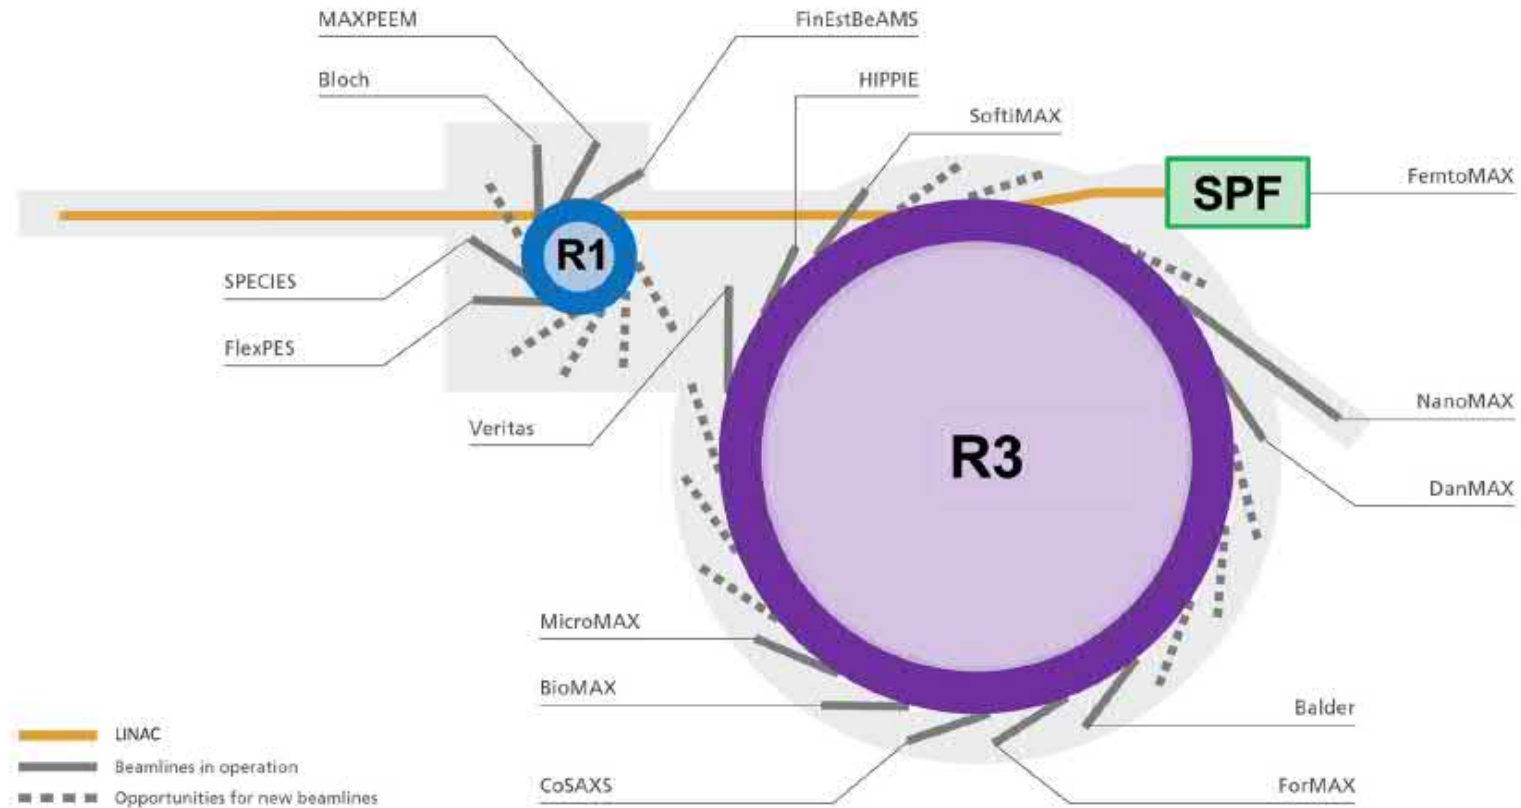 MAXPEEM
FinEstBeAMS
Bloch
HIPPIE
SoftiMAX
SPF
FemtoMAX
R1
SPECIES
FlexPES
NanoMAX
Veritas
R3
DanMAX
MicroMAX
BioMAX
Balder
CoSAXS
ForMAX
LINAC
Beamlines in operation
Opportunities for new beamlines